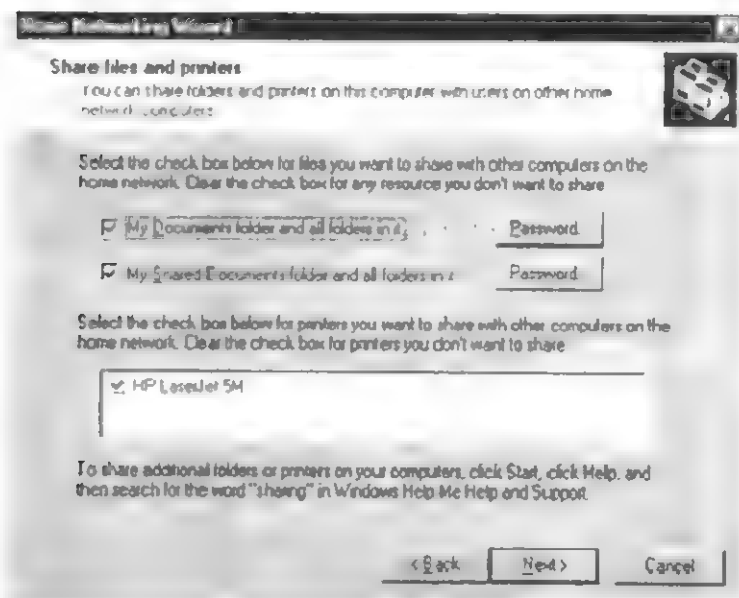 Home Networking Wizard
Share files and printers
You can share folders and printers on this computer with users on other home
network computers
Select the check box below for files you want to share with other computers on the
home network. Clear the check box for any resource you don't want to share
My Documents folder and all folders in it,
Password
My Shared Documents folder and all folders in it
Password
Select the check box below for printers you want to share with other computers on the
home network. Clear the check box for printers you don't want to share
HP LaserJet 5M
To share additional folders or printers on your computers, click Start, click Help, and
then search for the word "sharing" in Windows Help Me Help and Support.
< Back
Next >
Cancel